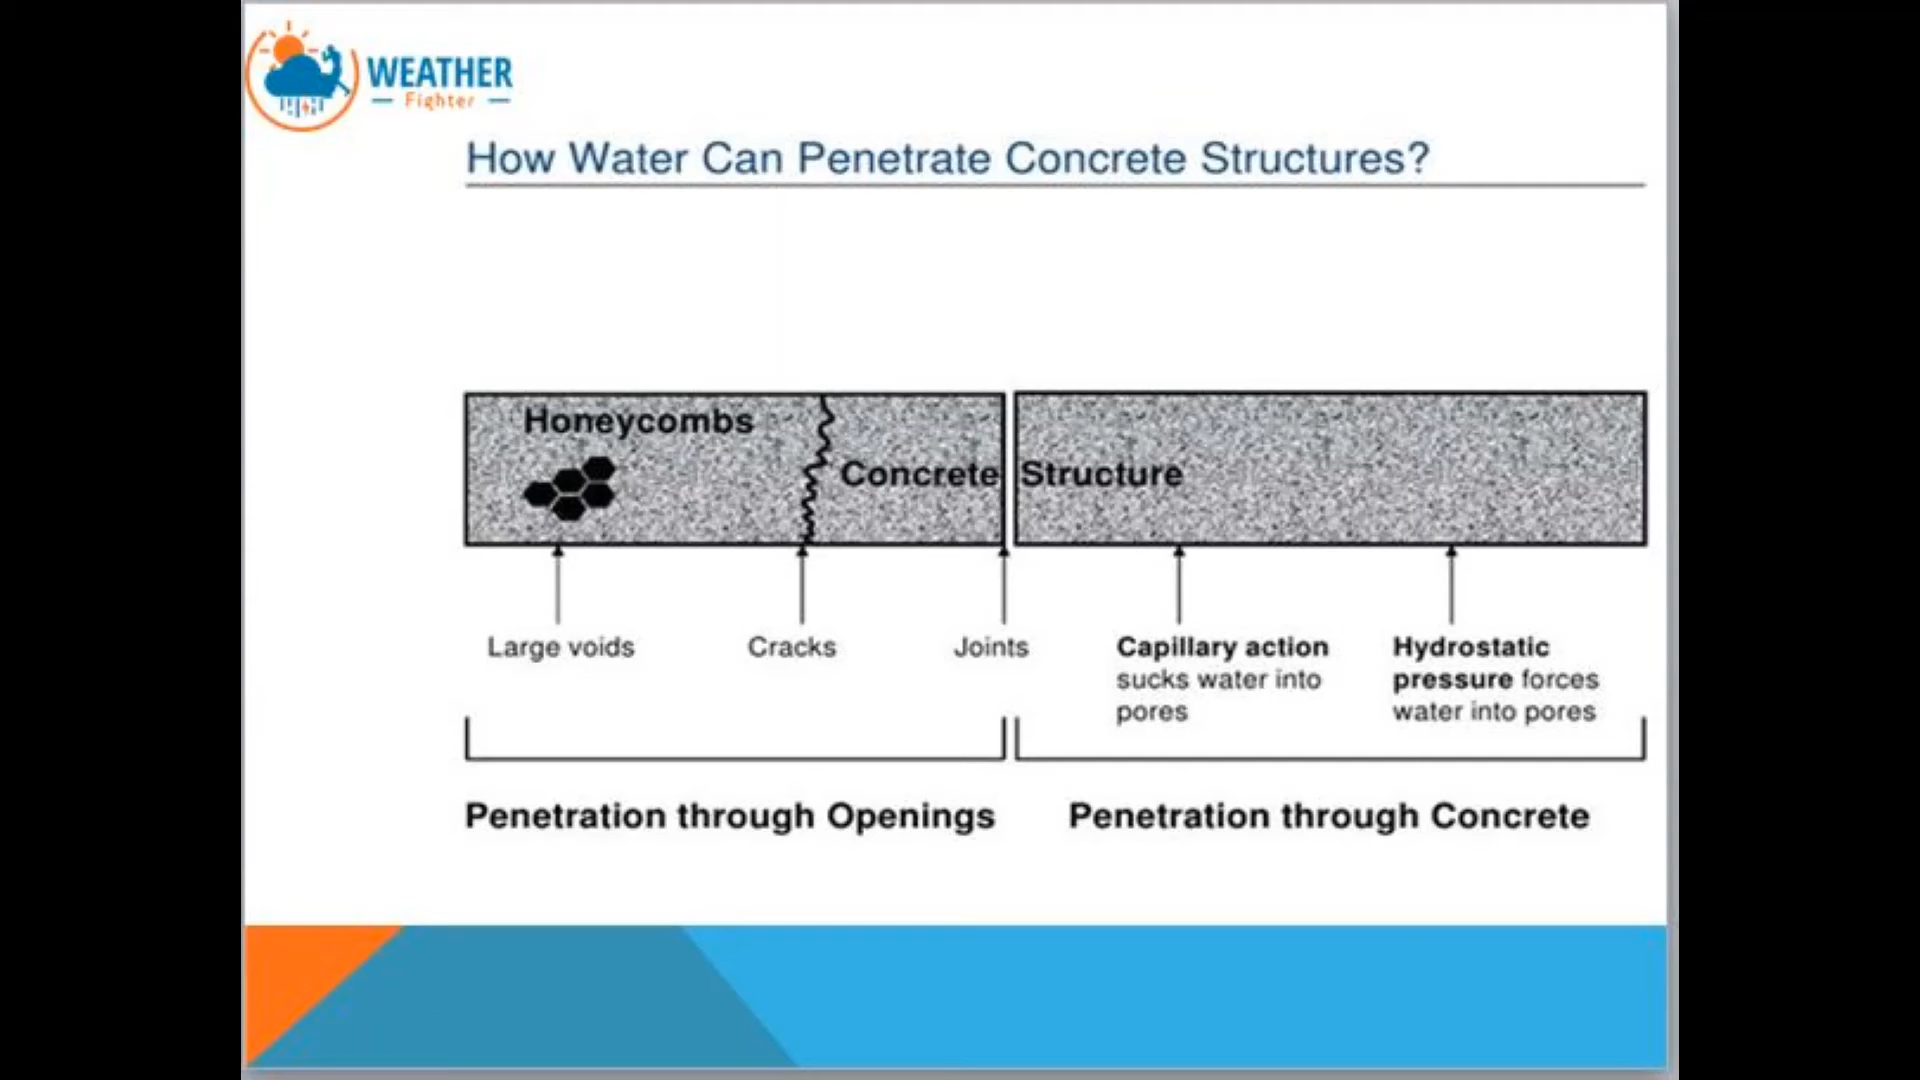 WEATHER
Fighter
How Water Can Penetrate Concrete Structures?
Honeycombs
Concrete Structure
Large voids
Cracks
Joints
Capillary action
sucks water into
pores
Hydrostatic
pressure forces
water into pores
Penetration through Openings
Penetration through Concrete